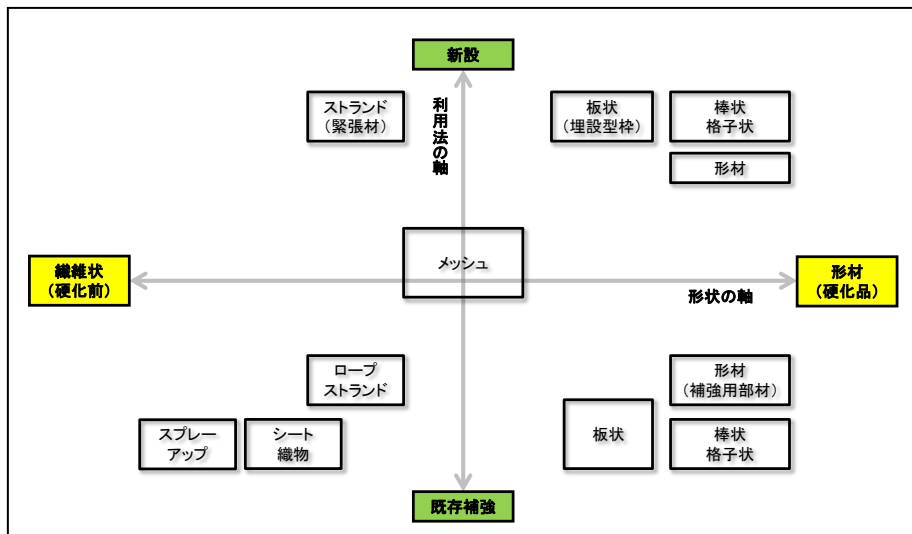 新設
ストランド
（緊張材）
利用法の軸
板状
（埋設型枠）
棒状
格子状
形材
メッシュ
繊維状
（硬化前）
形状の軸
形材
（硬化品）
ロープ
ストランド
形材
（補強用部材）
スプレー
アップ
シート
織物
板状
棒状
格子状
既存補強